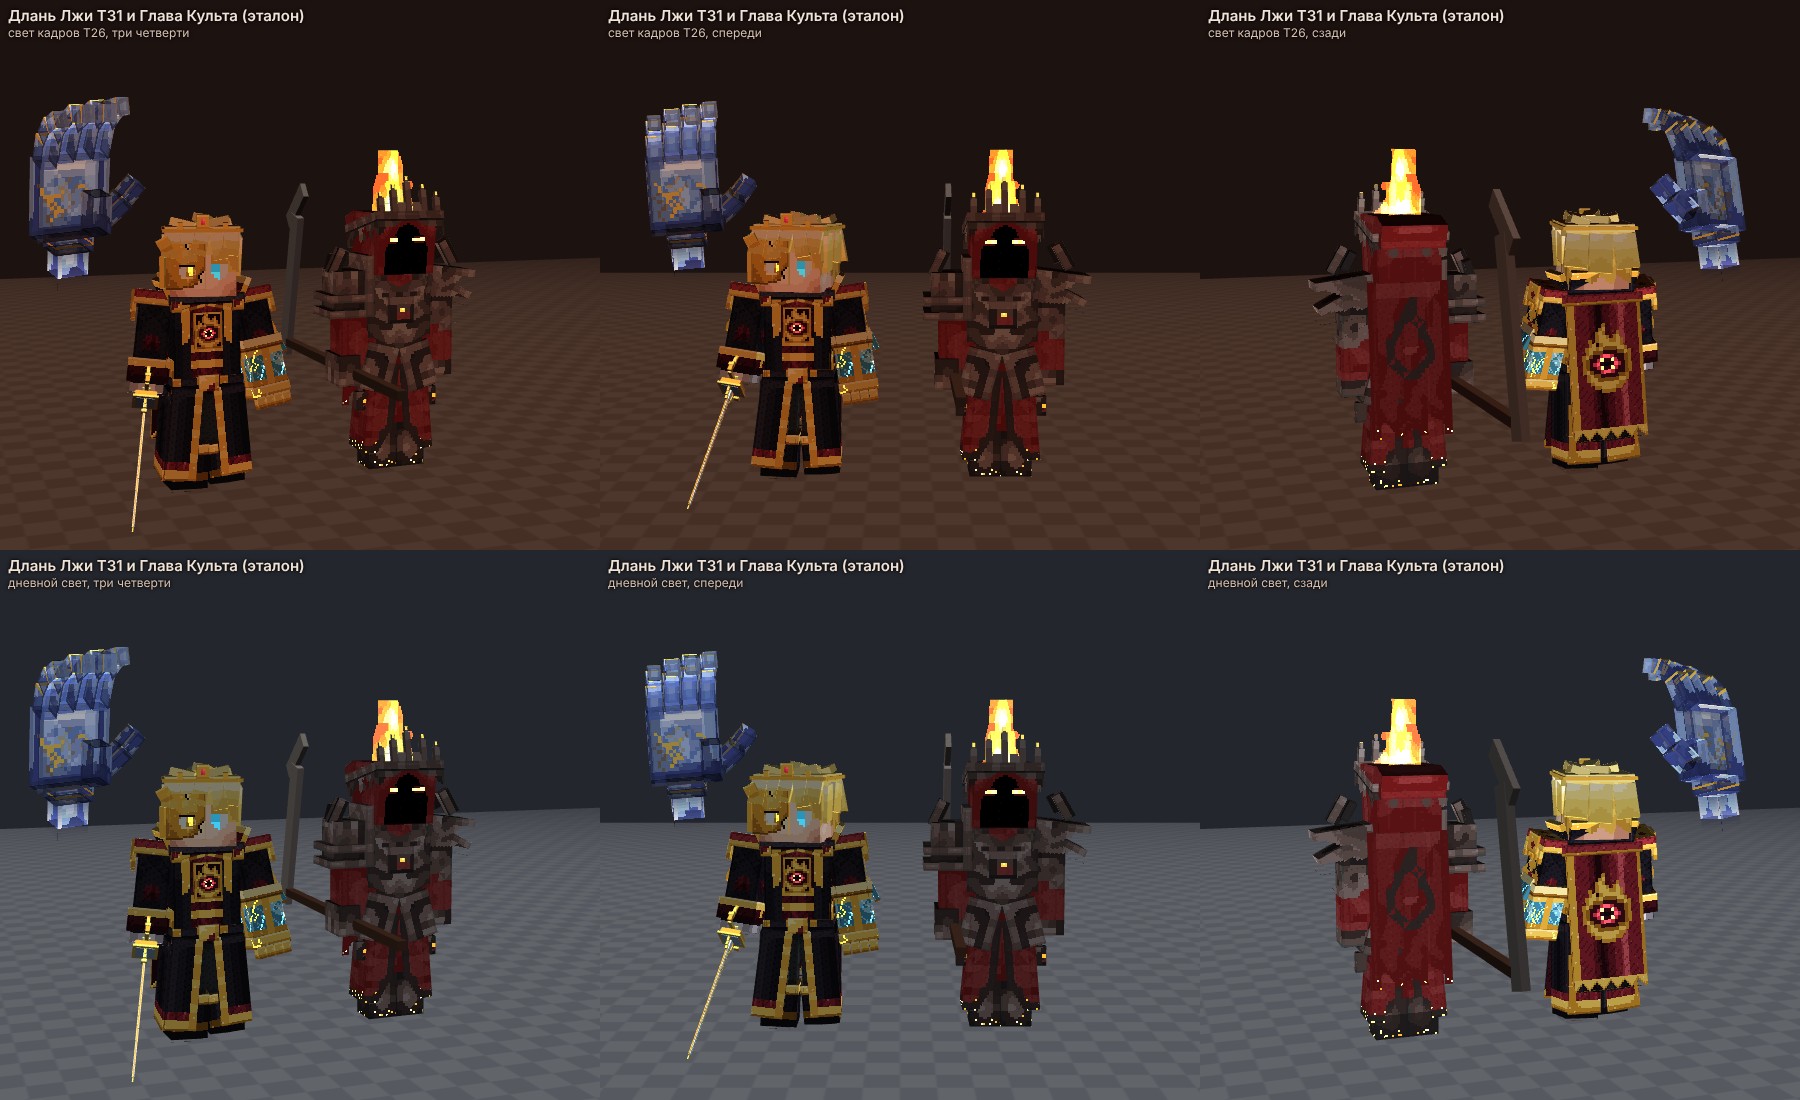 Длань Лжи Т31 и Глава Культа (эталон)
свет кадров Т26, три четверти
Длань Лжи Т31 и Глава Культа (эталон)
свет кадров Т26, спереди
Длань Лжи Т31 и Глава Культа (эталон)
свет кадров Т26, сзади
Длань Лжи Т31 и Глава Культа (эталон)
дневной свет, три четверти
Длань Лжи Т31 и Глава Культа (эталон)
дневной свет, спереди
Длань Лжи Т31 и Глава Культа (эталон)
дневной свет, сзади